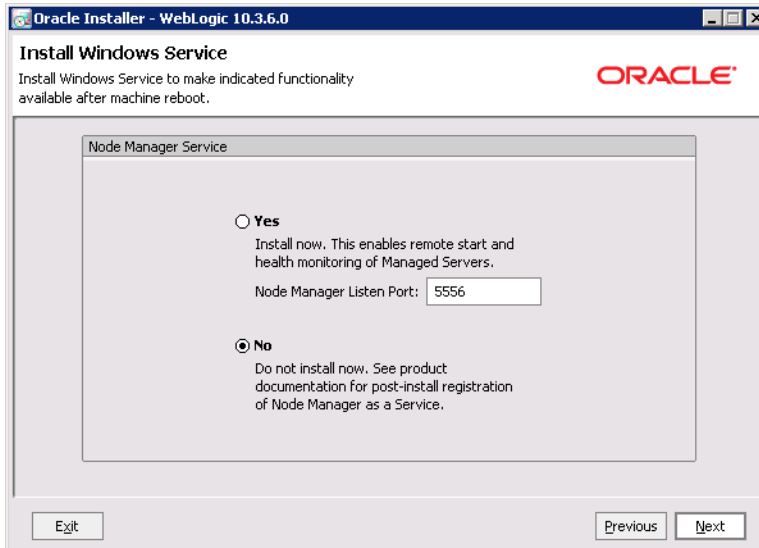 Oracle Installer - WebLogic 10.3.6.0
Install Windows Service
Install Windows Service to make indicated functionality
available after machine reboot.
ORACLE
Node Manager Service
Yes
Install now. This enables remote start and
health monitoring of Managed Servers.
Node Manager Listen Port: 5556
No
Do not install now. See product
documentation for post-install registration
of Node Manager as a Service.
Exit
Previous
Next